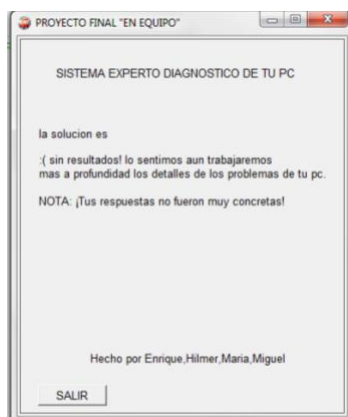 PROYECTO FINAL "EN EQUIPO"
SISTEMA EXPERTO DIAGNOSTICO DE TU PC
la solucion es
:( sin resultados! lo sentimos aun trabajaremos
mas a profundidad los detalles de los problemas de tu pc.
NOTA: ¡Tus respuestas no fueron muy concretas!
Hecho por Enrique,Hilmer,Maria,Miguel
SALIR